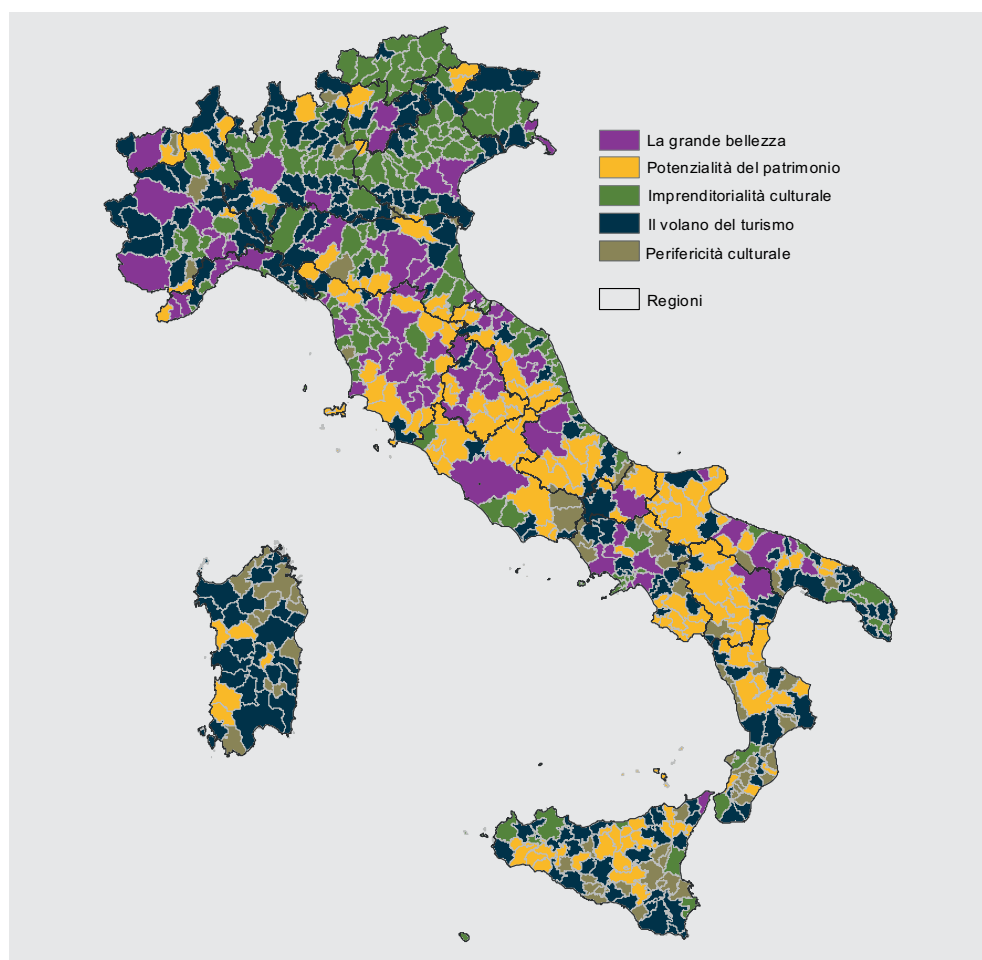 La grande bellezza
Potenzialità del patrimonio
Imprenditorialità culturale
Il volano del turismo
Perifericità culturale
Regioni